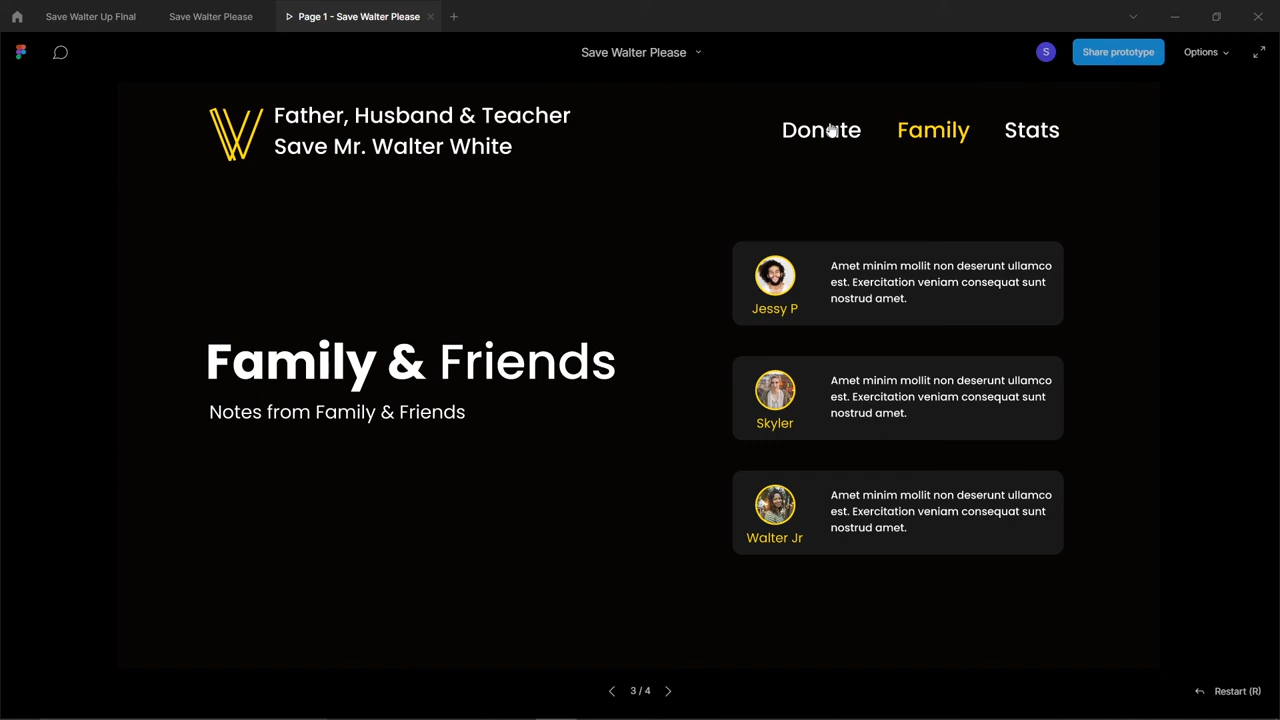 Save Walter Up FInal
Save Walter Please
Page 1 - Save Walter Please
Save Walter Please
S
Share prototype
Options
W
Father, Husband & Teacher
Save Mr. Walter White
Donate
Family
Stats
Family & Friends
Notes from Family & Friends
Jessy P
Amet minim mollit non deserunt ullamco
est. Exercitation veniam consequat sunt
nostrud amet.
Skyler
Amet minim mollit non deserunt ullamco
est. Exercitation veniam consequat sunt
nostrud amet.
Walter Jr
Amet minim mollit non deserunt ullamco
est. Exercitation veniam consequat sunt
nostrud amet.
3 / 4
Restart (R)